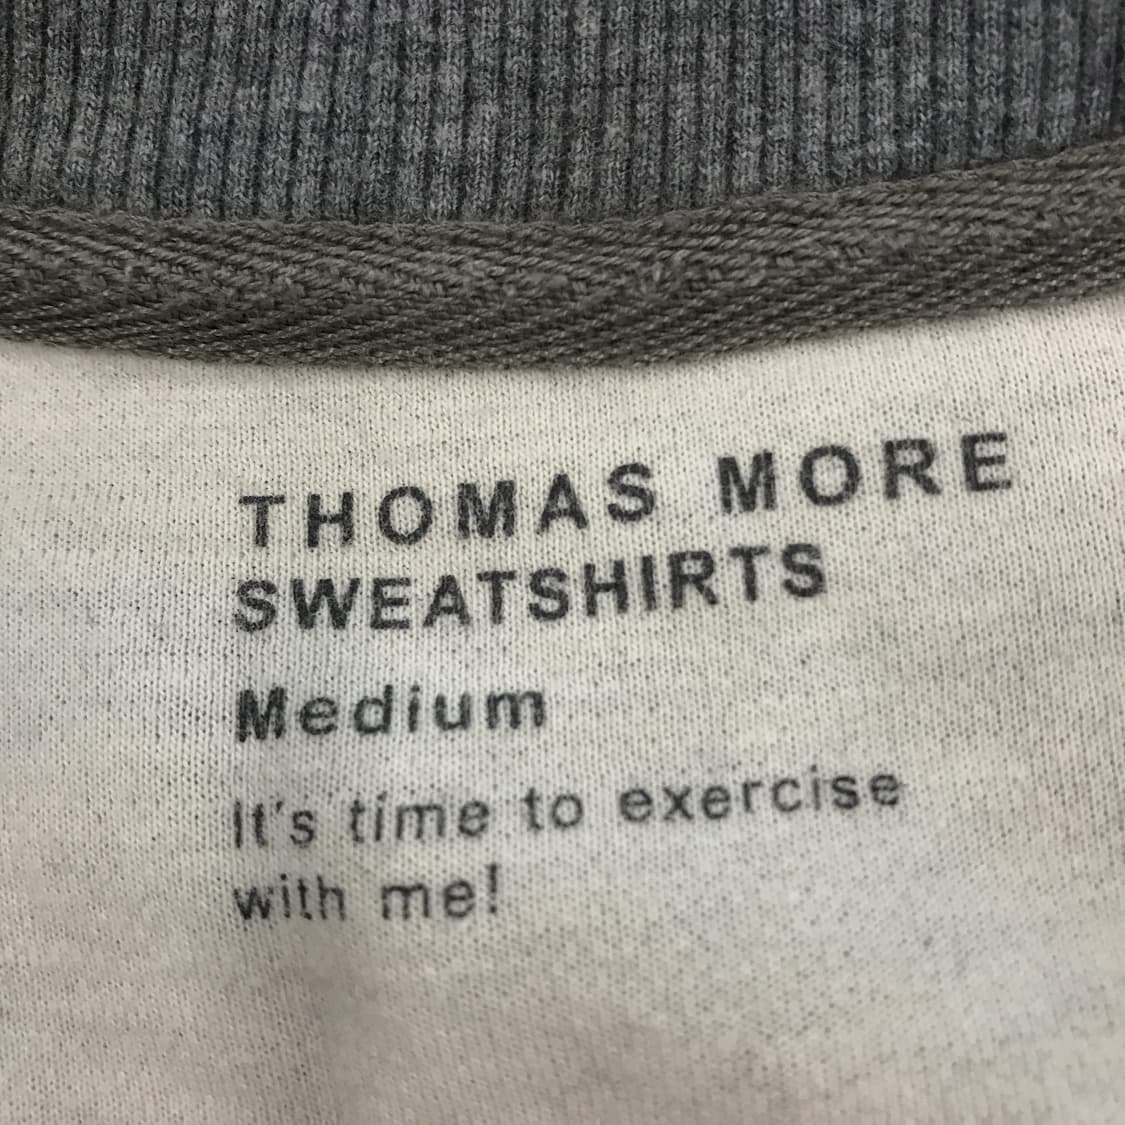 THOMAS MORE
SWEATSHIRTS
Medium
It's time to exercise
with me!